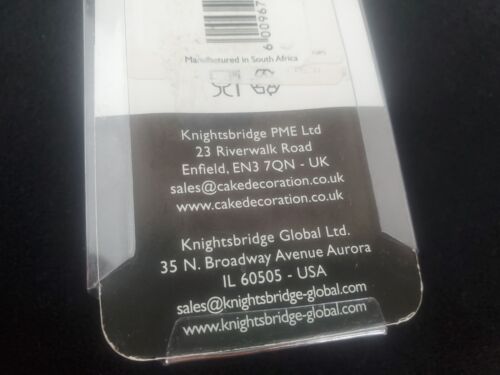 6 00967
Manufactured in South Africa
Knightsbridge PME Ltd
23 Riverwalk Road
Enfield, EN3 7QN - UK
sales@cakedecoration.co.uk
www.cakedecoration.co.uk
Knightsbridge Global Ltd.
35 N. Broadway Avenue Aurora
IL 60505 - USA
sales@knightsbridge-global.com
www.knightsbridge-global.com